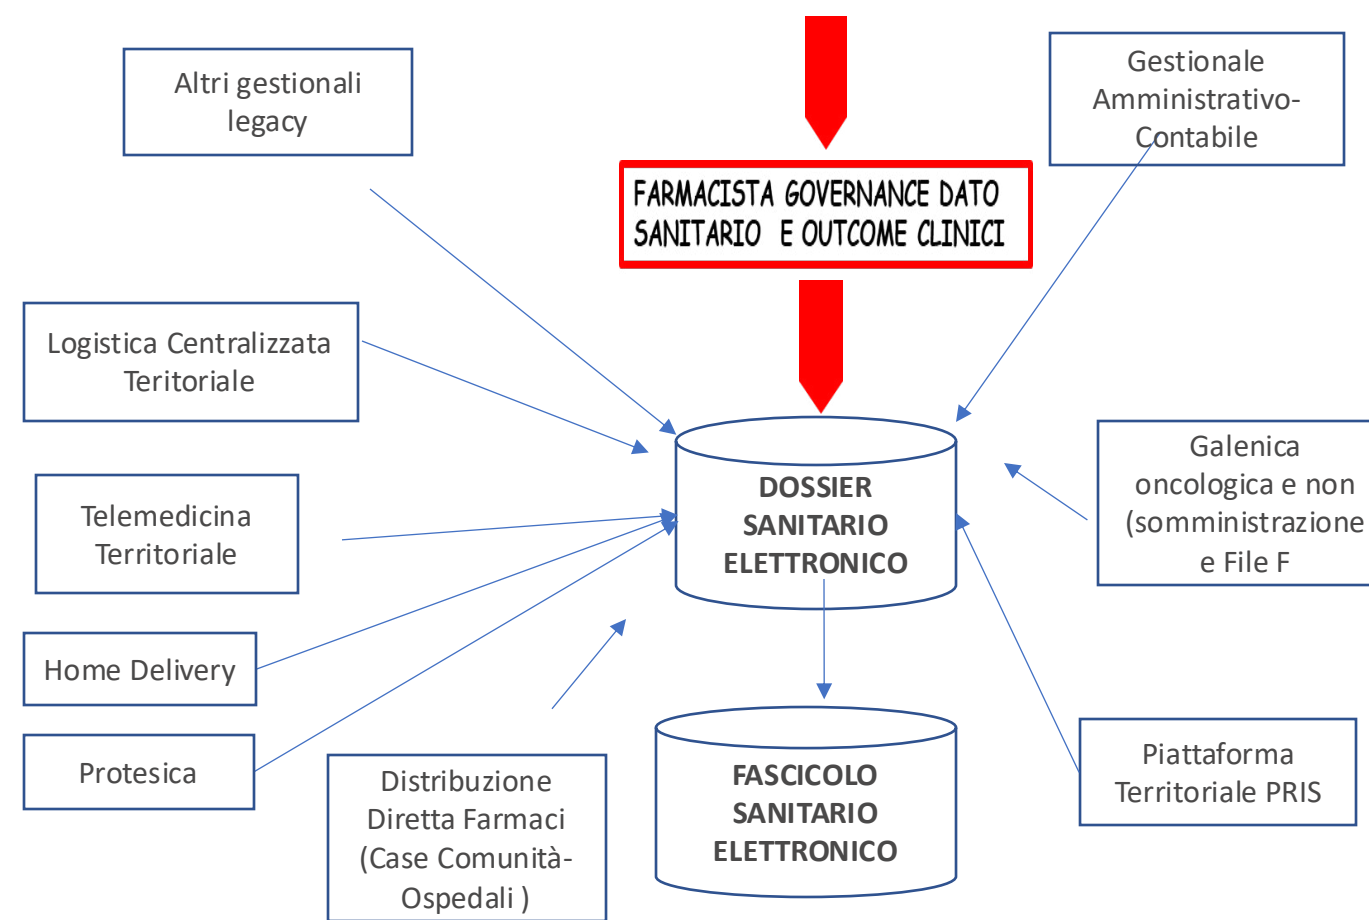 Altri gestionali
legacy
Gestionale
Amministrativo-
Contabile
FARMACISTA GOVERNANCE DATO
SANITARIO E OUTCOME CLINICI
Logistica Centralizzata
Teritoriale
Telemedicina
Territoriale
Home Delivery
Protesica
Distribuzione
Diretta Farmaci
(Case Comunità-
Ospedali )
DOSSIER
SANITARIO
ELETTRONICO
FASCICOLO
SANITARIO
ELETTRONICO
Galenica
oncologica e non
(somministrazione
e File F
Piattaforma
Territoriale PRIS